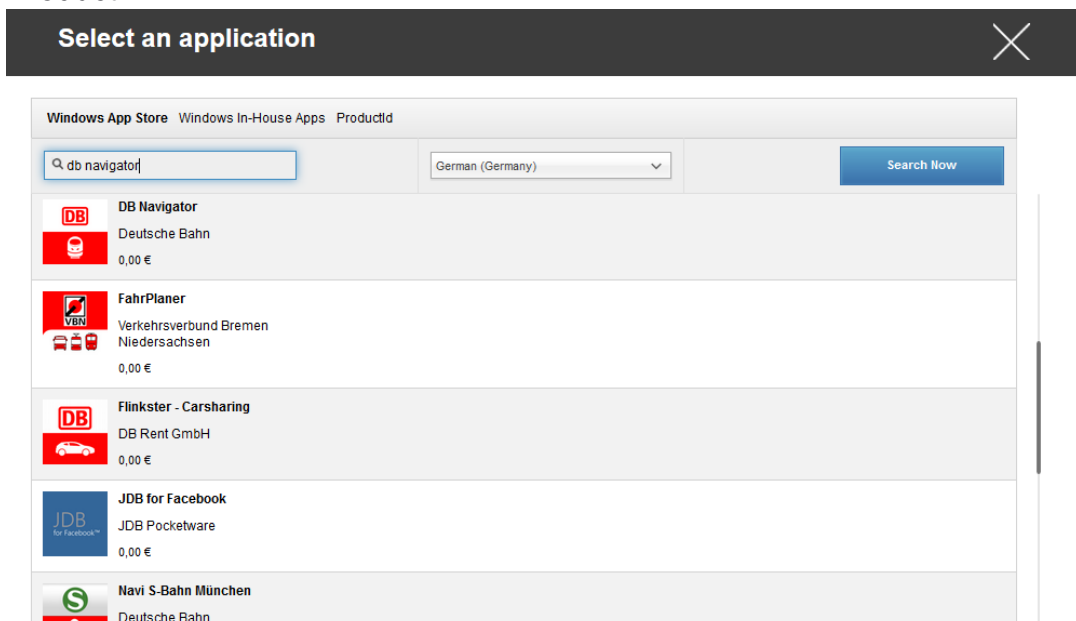 Select an application
Windows App Store Windows In-House Apps ProductId
db navigator
German (Germany)
Search Now
DB
DB Navigator
Deutsche Bahn
0,00 €
VBN
FahrPlaner
Verkehrsverbund Bremen
Niedersachsen
0,00 €
DB
Flinkster - Carsharing
DB Rent GmbH
0,00 €
JDB
for Facebook™
JDB for Facebook
JDB Pocketware
0,00 €
S
Navi S-Bahn München
Deutsche Bahn